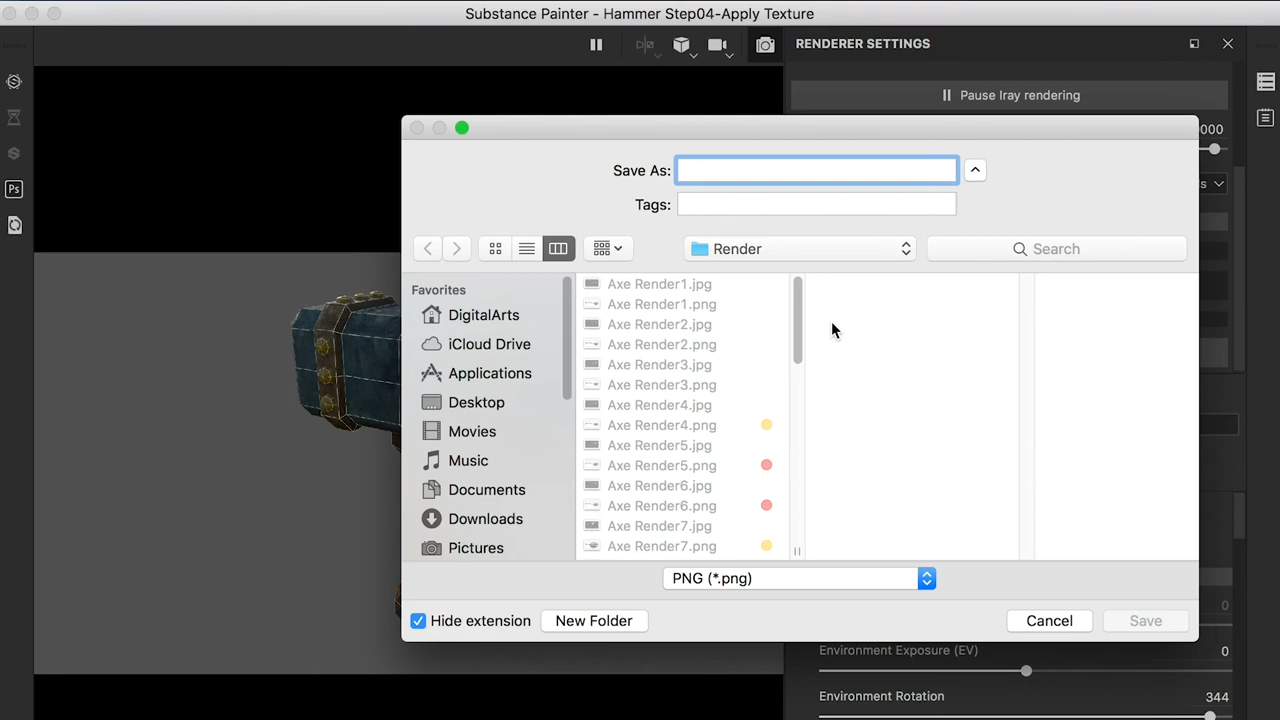 Substance Painter - Hammer Step04-Apply Texture
RENDERER SETTINGS
Pause Iray rendering
000
s
Ps
Save As:
Tags:
Render
Search
Favorites
DigitalArts
iCloud Drive
Applications
Desktop
Movies
Music
Documents
Downloads
Pictures
Axe Render1.jpg
Axe Render1.png
Axe Render2.jpg
Axe Render2.png
Axe Render3.jpg
Axe Render3.png
Axe Render4.jpg
Axe Render4.png
Axe Render5.jpg
Axe Render5.png
Axe Render6.jpg
Axe Render6.png
Axe Render7.jpg
Axe Render7.png
PNG (*.png)
Hide extension
New Folder
Cancel
Save
0
Environment Exposure (EV) 0
Environment Rotation 344